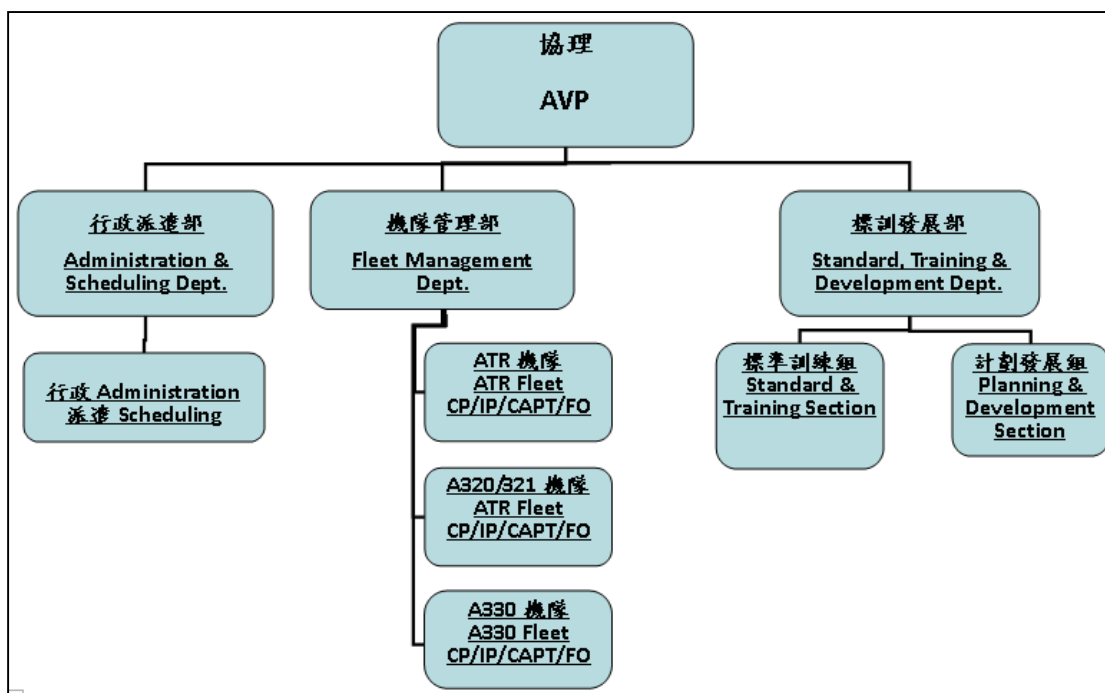 協理
AVP
行政派遣部
Administration &
Scheduling Dept.
機隊管理部
Fleet Management
Dept.
標訓發展部
Standard, Training &
Development Dept.
行政 Administration
派遣 Scheduling
ATR 機隊
ATR Fleet
CP/IP/CAPT/FO
A320/321 機隊
ATR Fleet
CP/IP/CAPT/FO
A330 機隊
A330 Fleet
CP/IP/CAPT/FO
標準訓練組
Standard &
Training Section
計劃發展組
Planning &
Development
Section